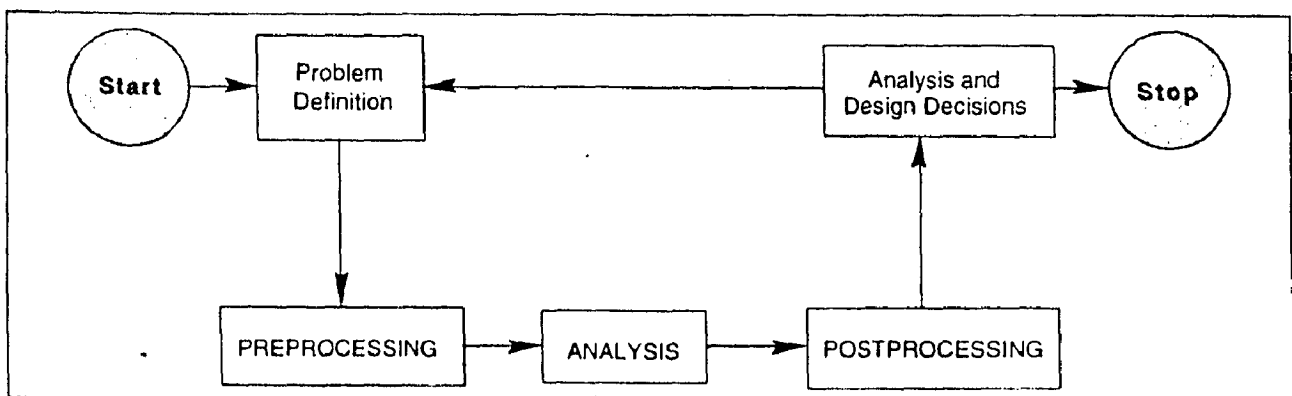 Start
Problem
Definition
Analysis and
Design Decisions
Stop
PREPROCESSING
ANALYSIS
POSTPROCESSING